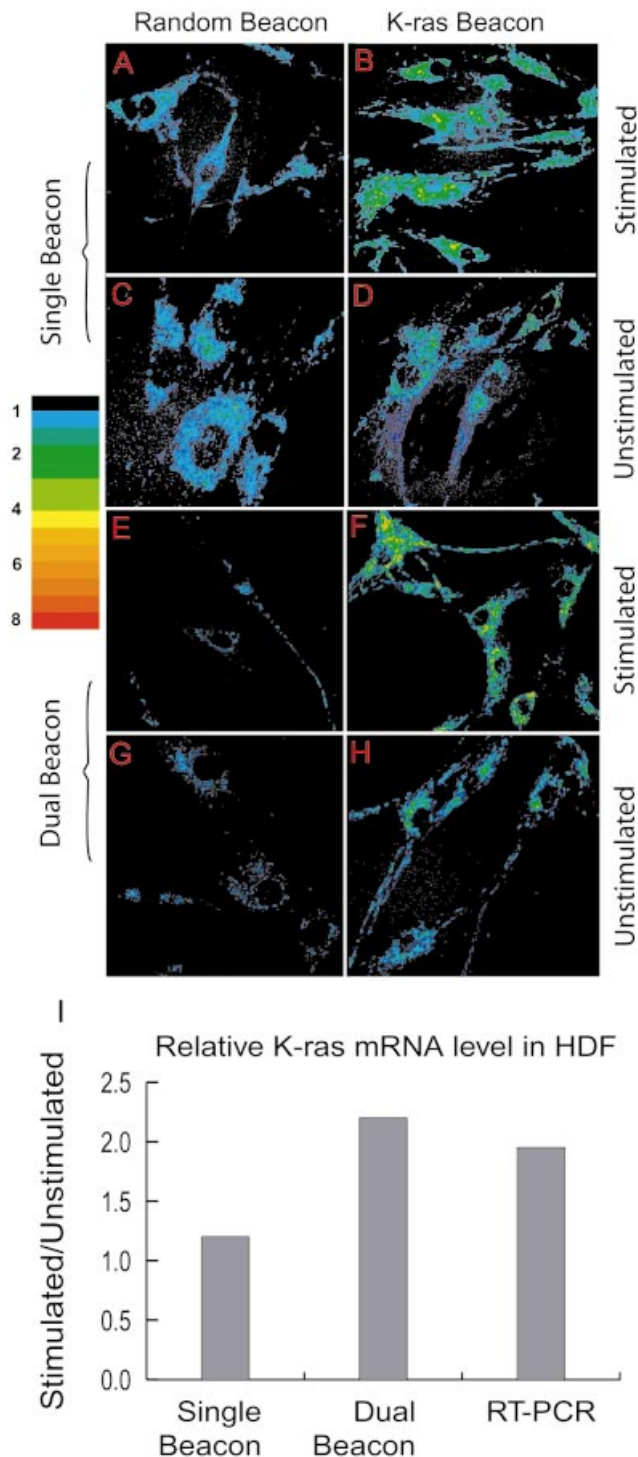 Random Beacon
K-ras Beacon
A
B
Stimulated
Single Beacon
C
D
Unstimulated
1
2
4
6
8
E
F
Stimulated
Dual Beacon
G
H
Unstimulated
I
Relative K-ras mRNA level in HDF
Stimulated/Unstimulated
2.5
2.0
1.5
1.0
0.5
0.0
Single
Beacon
Dual
Beacon
RT-PCR